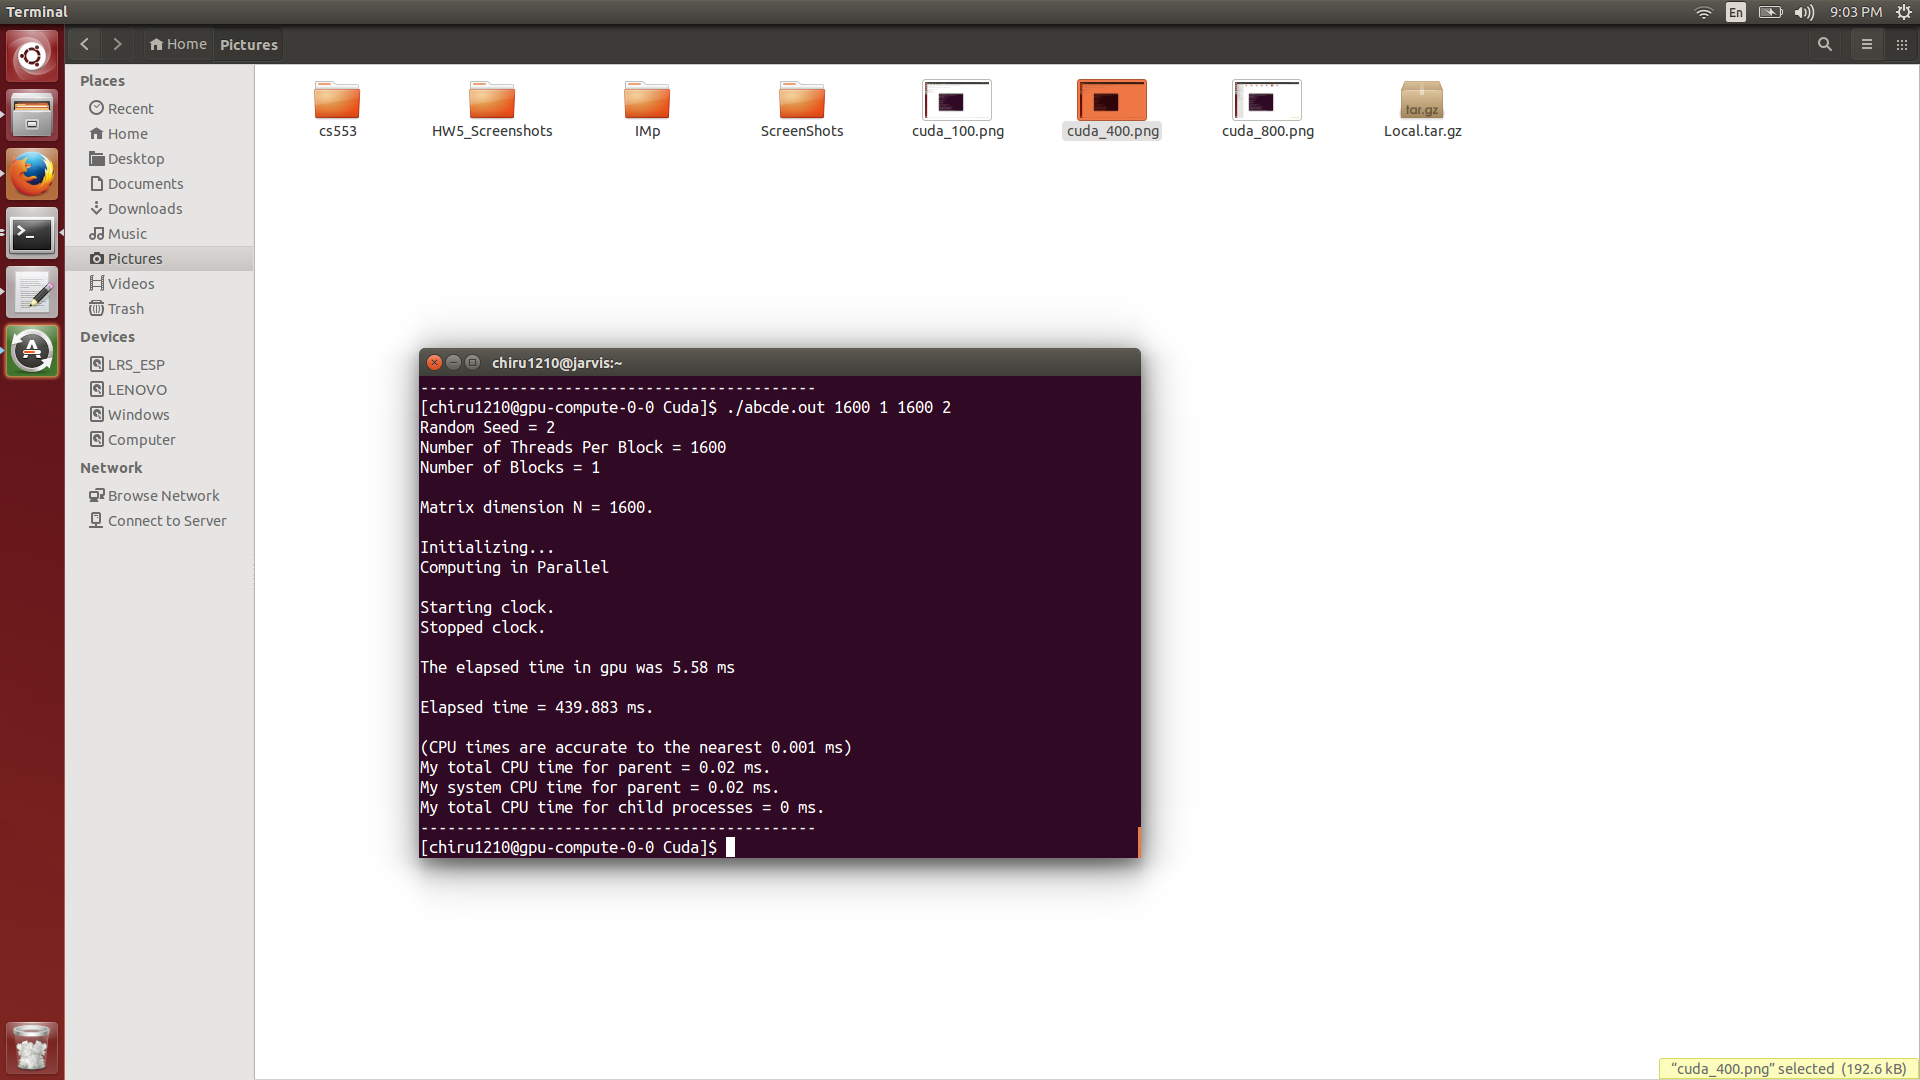 Terminal
En
9:03 PM
Home
Pictures
Places
Recent
Home
Desktop
Documents
Downloads
Music
Pictures
Videos
Trash
Devices
LRS_ESP
LENOVO
Windows
Computer
Network
Browse Network
Connect to Server
cs553
HW5_Screenshots
IMp
ScreenShots
cuda_100.png
cuda_400.png
cuda_800.png
tar.gz
Local.tar.gz
chiru1210@jarvis:~
--------------------------------------------
[chiru1210@gpu-compute-0-0 Cuda]$ ./abcde.out 1600 1 1600 2
Random Seed = 2
Number of Threads Per Block = 1600
Number of Blocks = 1
Matrix dimension N = 1600.
Initializing...
Computing in Parallel
Starting clock.
Stopped clock.
The elapsed time in gpu was 5.58 ms
Elapsed time = 439.883 ms.
(CPU times are accurate to the nearest 0.001 ms)
My total CPU time for parent = 0.02 ms.
My system CPU time for parent = 0.02 ms.
My total CPU time for child processes = 0 ms.
--------------------------------------------
[chiru1210@gpu-compute-0-0 Cuda]$
“cuda_400.png” selected (192.6 kB)